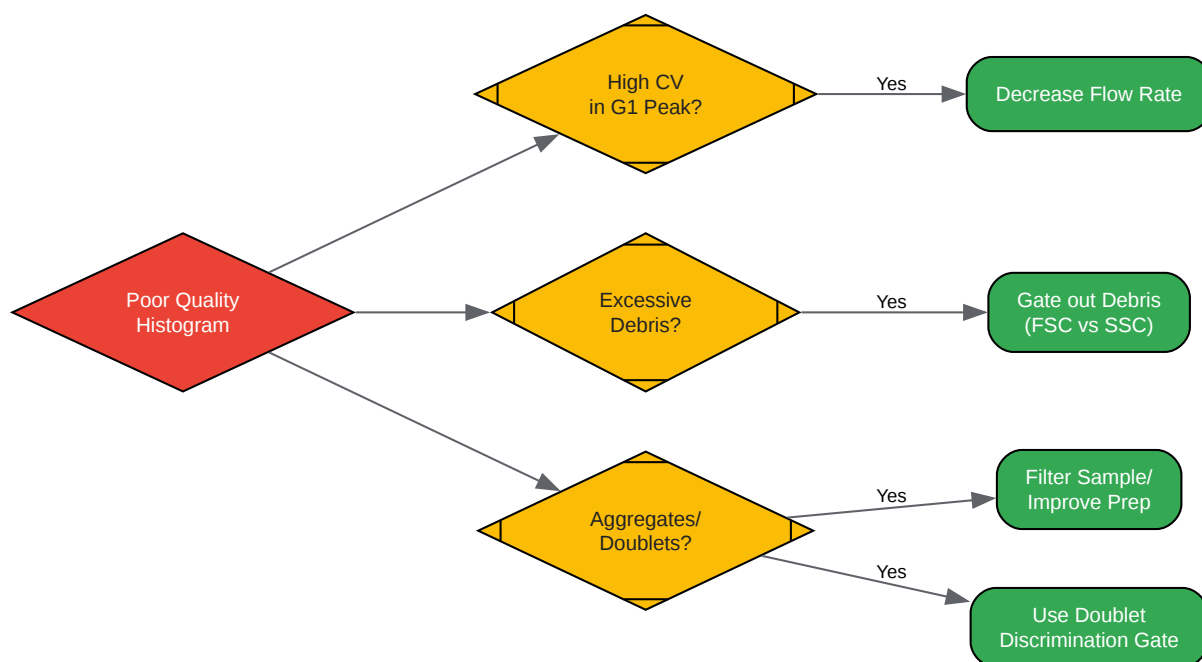 High CV
in G1 Peak?
Yes
Decrease Flow Rate
Poor Quality
Histogram
Excessive
Debris?
Yes
Gate out Debris
(FSC vs SSC)
Aggregates/
Doublets?
Yes
Filter Sample/
Improve Prep
Yes
Use Doublet
Discrimination Gate